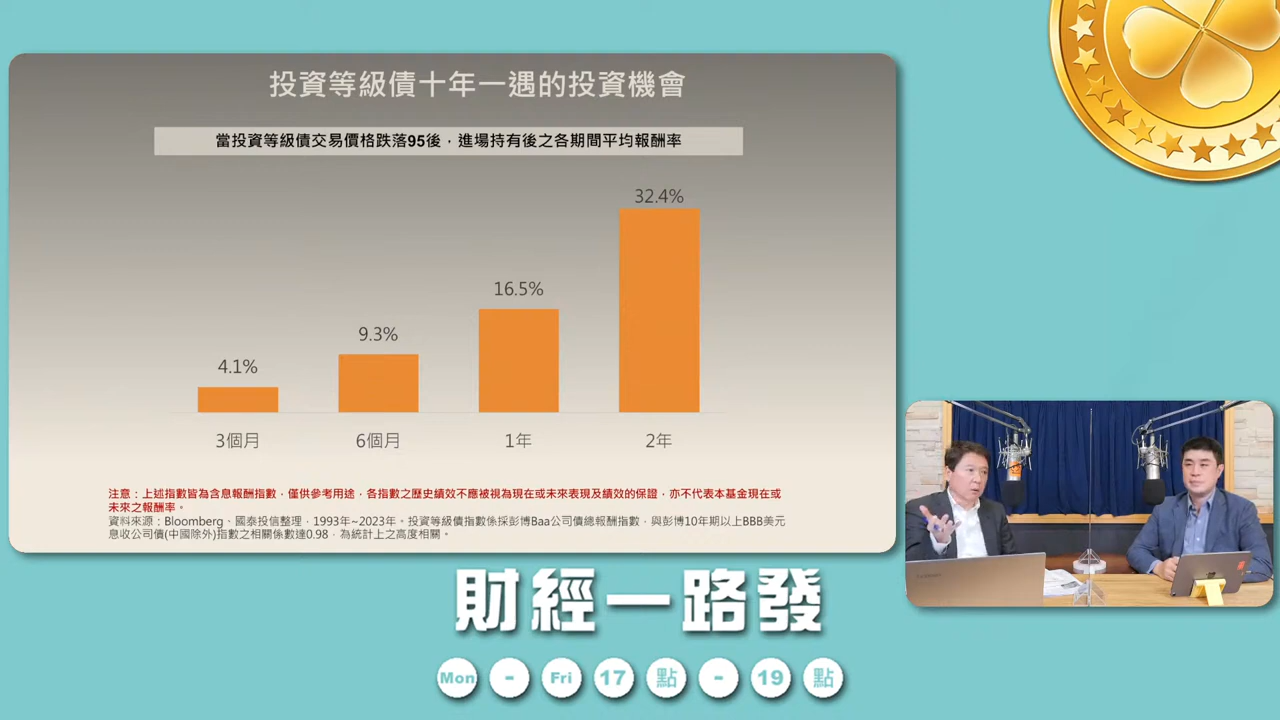 投資等級債十年一遇的投資機會
當投資等級債交易價格跌落95後，進場持有後之各期間平均報酬率
32.4%
16.5%
9.3%
4.1%
3個月
6個月
1年
2年
注意：上述指數皆為含息報酬指數，僅供參考用途，各指數之歷史績效不應被視為現在或未來表現及績效的保證，亦不代表本基金現在或
未來之報酬率。
資料來源：Bloomberg、國泰投信整理，1993年~2023年。投資等級債指數係採彭博Baa公司債總報酬指數，與彭博10年期以上BBB美元
息收公司債(中國除外)指數之相關係數達0.98，為統計上之高度相關。
財經一路發
Mon - Fri 17 點 - 19 點